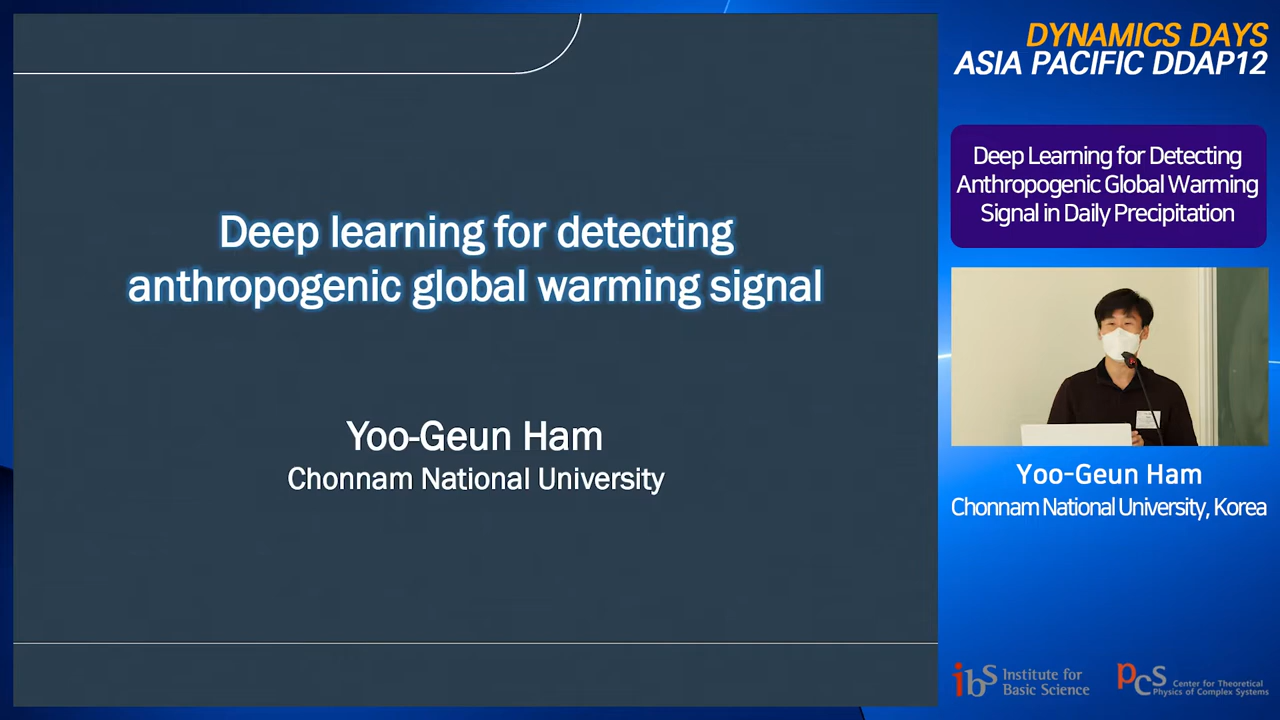 Deep learning for detecting
anthropogenic global warming signal
Yoo-Geun Ham
Chonnam National University
DYNAMICS DAYS
ASIA PACIFIC DDAP12
Deep Learning for Detecting
Anthropogenic Global Warming
Signal in Daily Precipitation
Yoo-Geun Ham
Chonnam National University, Korea
ibs Institute for
Basic Science
PCS Center for Theoretical
Physics of Complex Systems